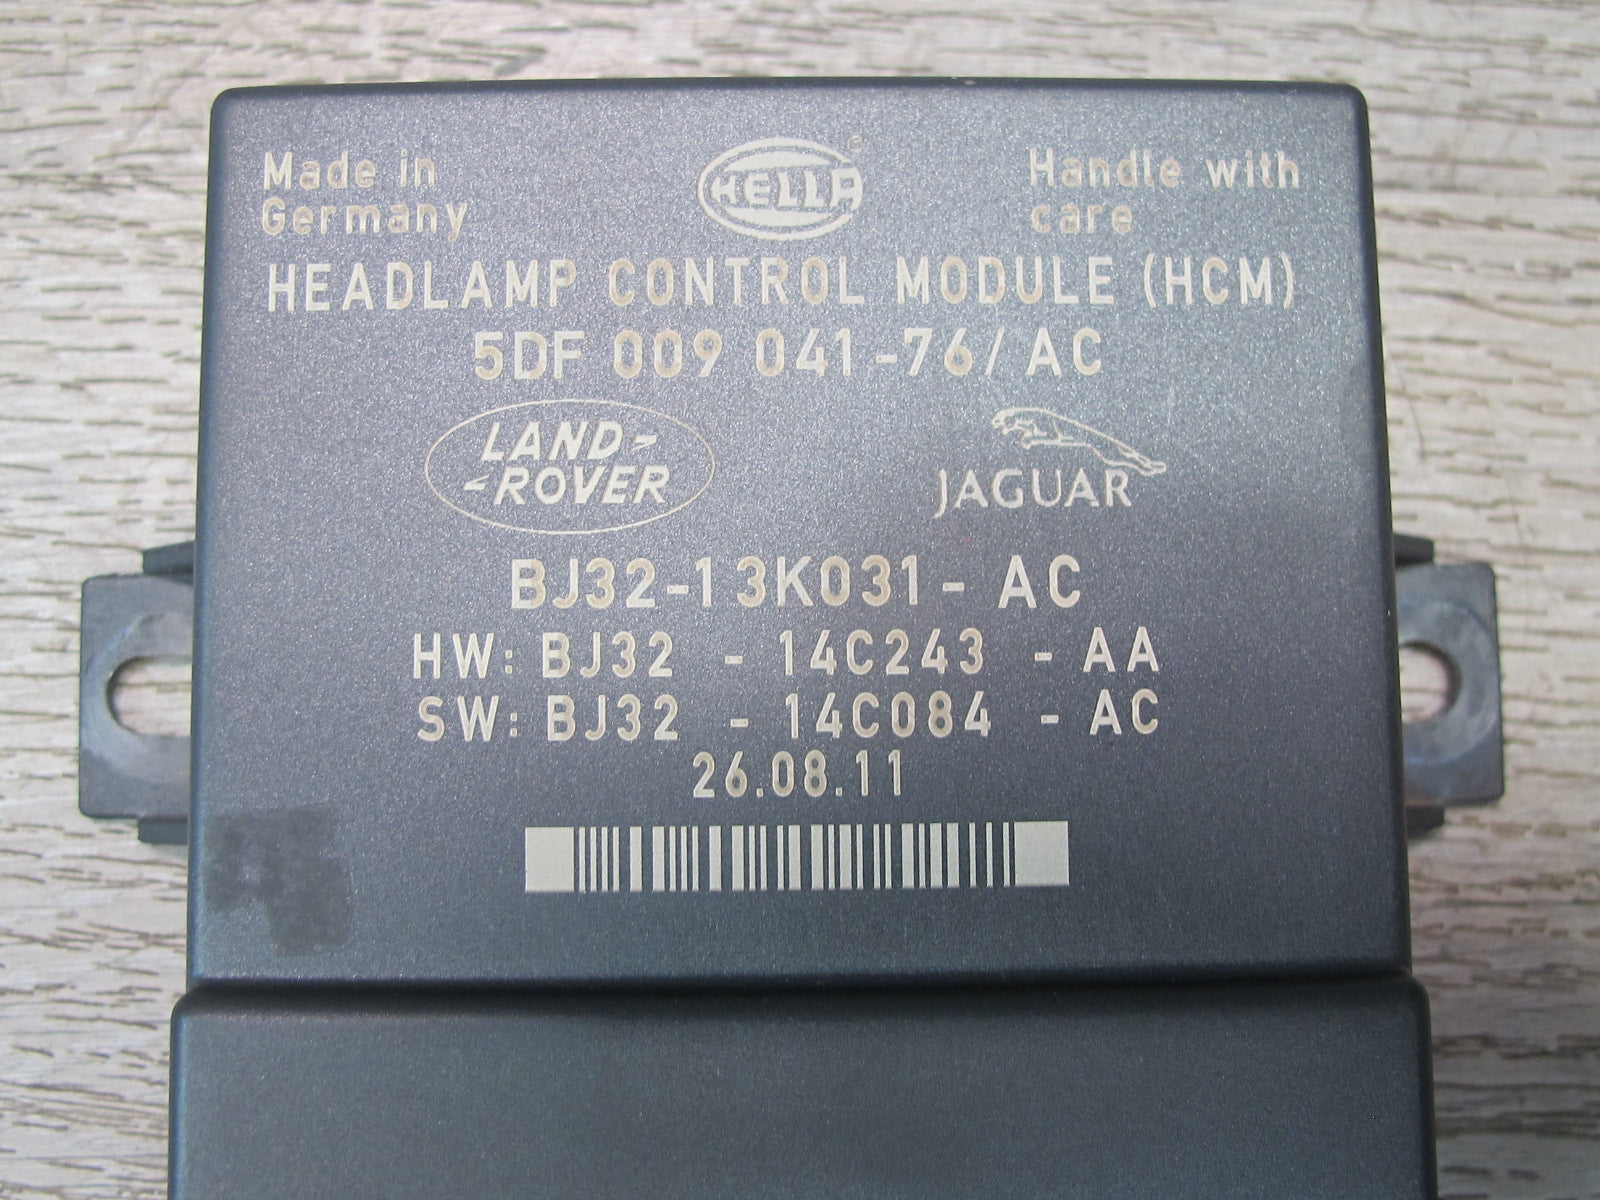 Made in
Germany
HELLA®
Handle with
care
HEADLAMP CONTROL MODULE (HCM)
5DF 009 041-76/AC
LAND-
-ROVER
JAGUAR
BJ32-13K031- AC
HW: BJ32 - 14C243 - AA
SW: BJ32 - 14C084 - AC
26.08.11